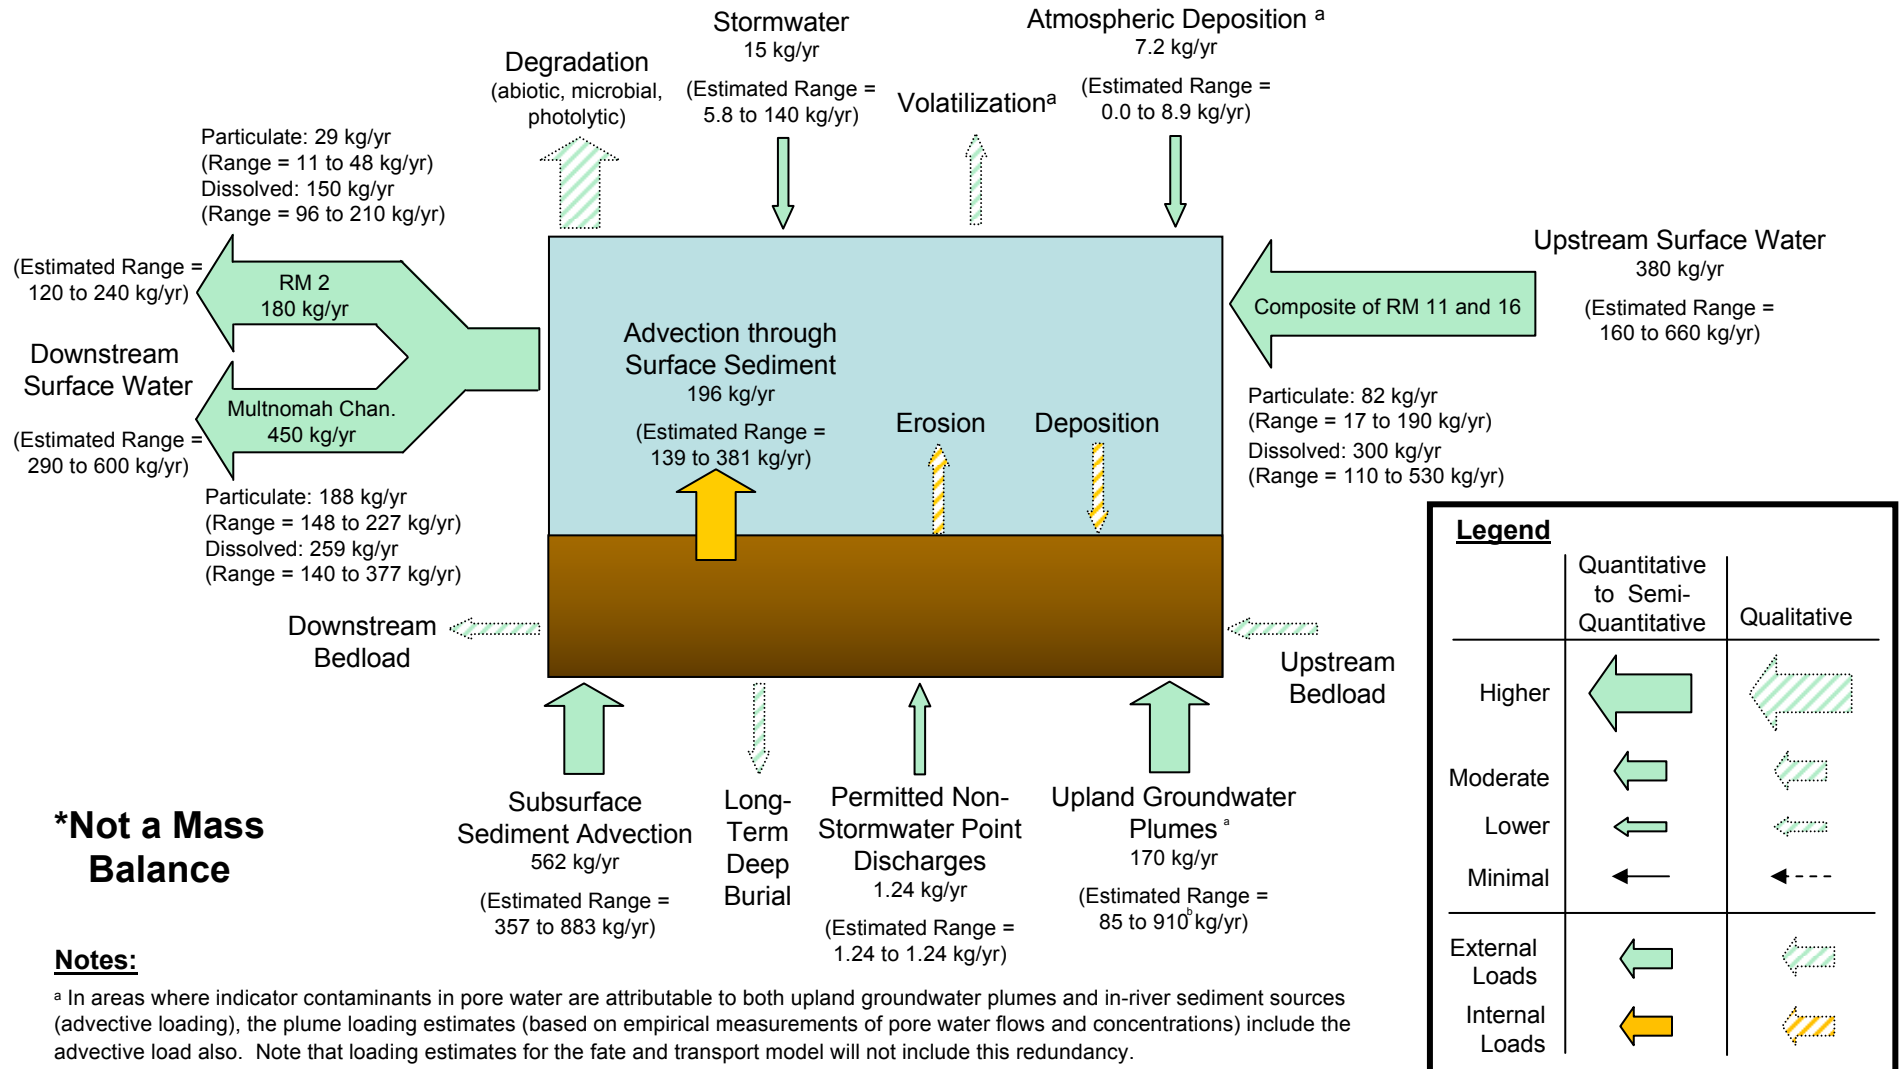 Stormwater
15 kg/yr
(Estimated Range =
5.8 to 140 kg/yr)
Atmospheric Deposition a
7.2 kg/yr
(Estimated Range =
0.0 to 8.9 kg/yr)
Degradation
(abiotic, microbial,
photolytic)
Volatilizationa
Particulate: 29 kg/yr
(Range = 11 to 48 kg/yr)
Dissolved: 150 kg/yr
(Range = 96 to 210 kg/yr)
(Estimated Range =
120 to 240 kg/yr)
RM 2
180 kg/yr
Downstream
Surface Water
Multnomah Chan.
450 kg/yr
(Estimated Range =
290 to 600 kg/yr)
Particulate: 188 kg/yr
(Range = 148 to 227 kg/yr)
Dissolved: 259 kg/yr
(Range = 140 to 377 kg/yr)
Advection through
Surface Sediment
196 kg/yr
(Estimated Range =
139 to 381 kg/yr)
Erosion
Deposition
Upstream Surface Water
380 kg/yr
(Estimated Range =
160 to 660 kg/yr)
Composite of RM 11 and 16
Particulate: 82 kg/yr
(Range = 17 to 190 kg/yr)
Dissolved: 300 kg/yr
(Range = 110 to 530 kg/yr)
Downstream
Bedload
Upstream
Bedload
Subsurface
Sediment Advection
562 kg/yr
(Estimated Range =
357 to 883 kg/yr)
Long-
Term
Deep
Burial
Permitted Non-
Stormwater Point
Discharges
1.24 kg/yr
(Estimated Range =
1.24 to 1.24 kg/yr)
Upland Groundwater
Plumes a
170 kg/yr
(Estimated Range =
85 to 910b kg/yr)
*Not a Mass
Balance
Legend
Quantitative
to Semi-
Quantitative
Qualitative
Higher
Moderate
Lower
Minimal
External
Loads
Internal
Loads
Notes:
a In areas where indicator contaminants in pore water are attributable to both upland groundwater plumes and in-river sediment sources
(advective loading), the plume loading estimates (based on empirical measurements of pore water flows and concentrations) include the
advective load also. Note that loading estimates for the fate and transport model will not include this redundancy.